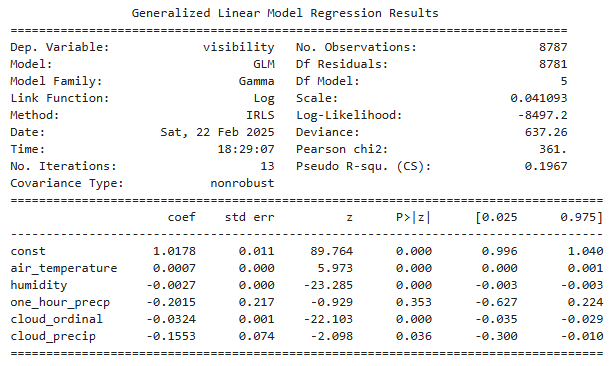 Generalized Linear Model Regression Results
==============================================================================
Dep. Variable: visibility No. Observations: 8787
Model: GLM Df Residuals: 8781
Model Family: Gamma Df Model: 5
Link Function: Log Scale: 0.041093
Method: IRLS Log-Likelihood: -8497.2
Date: Sat, 22 Feb 2025 Deviance: 637.26
Time: 18:29:07 Pearson chi2: 361.
No. Iterations: 13 Pseudo R-squ. (CS): 0.1967
Covariance Type: nonrobust
===================================================================================
coef std err z P>|z| [0.025 0.975]
-----------------------------------------------------------------------------------
const 1.0178 0.011 89.764 0.000 0.996 1.040
air_temperature 0.0007 0.000 5.973 0.000 0.000 0.001
humidity -0.0027 0.000 -23.285 0.000 -0.003 -0.003
one_hour_precp -0.2015 0.217 -0.929 0.353 -0.627 0.224
cloud_ordinal -0.0324 0.001 -22.103 0.000 -0.035 -0.029
cloud_precip -0.1553 0.074 -2.098 0.036 -0.300 -0.010
===================================================================================